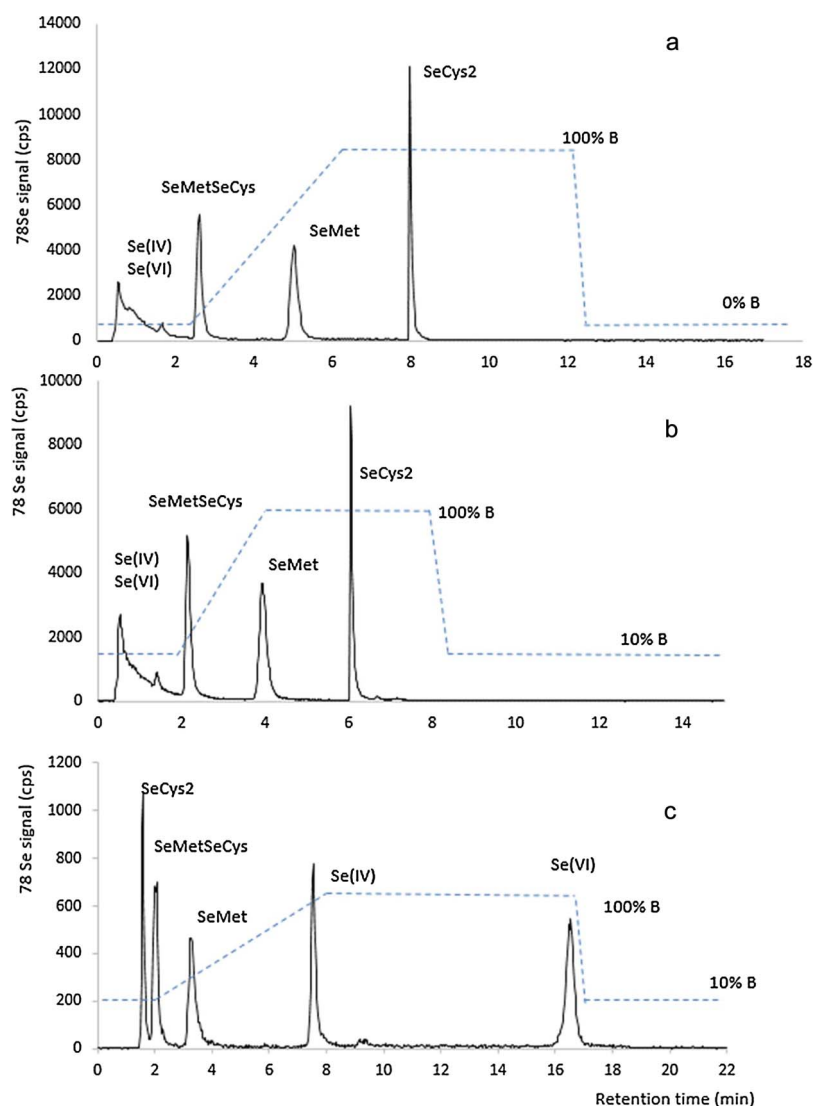 14000
a
12000
SeCys2
10000
100% B
8000
SeMetSeCys
6000
SeMet
Se(IV)
4000
Se(VI)
2000
0% B
0
78Se signal (cps)
0 2 4 6 8 10 12 14 16 18
10000
b
8000
SeCys2
SeMetSeCys
6000
100% B
Se(IV)
SeMet
Se(VI)
4000
2000
10% B
0
78 Se signal (cps)
0 2 4 6 8 10 12 14
1200
SeCys2
c
1000
SeMetSeCys
Se(IV)
Se(VI)
800
SeMet
100% B
600
400
10% B
200
0
78 Se signal (cps)
0 2 4 6 8 10 12 14 16 18 20 22
Retention time (min)